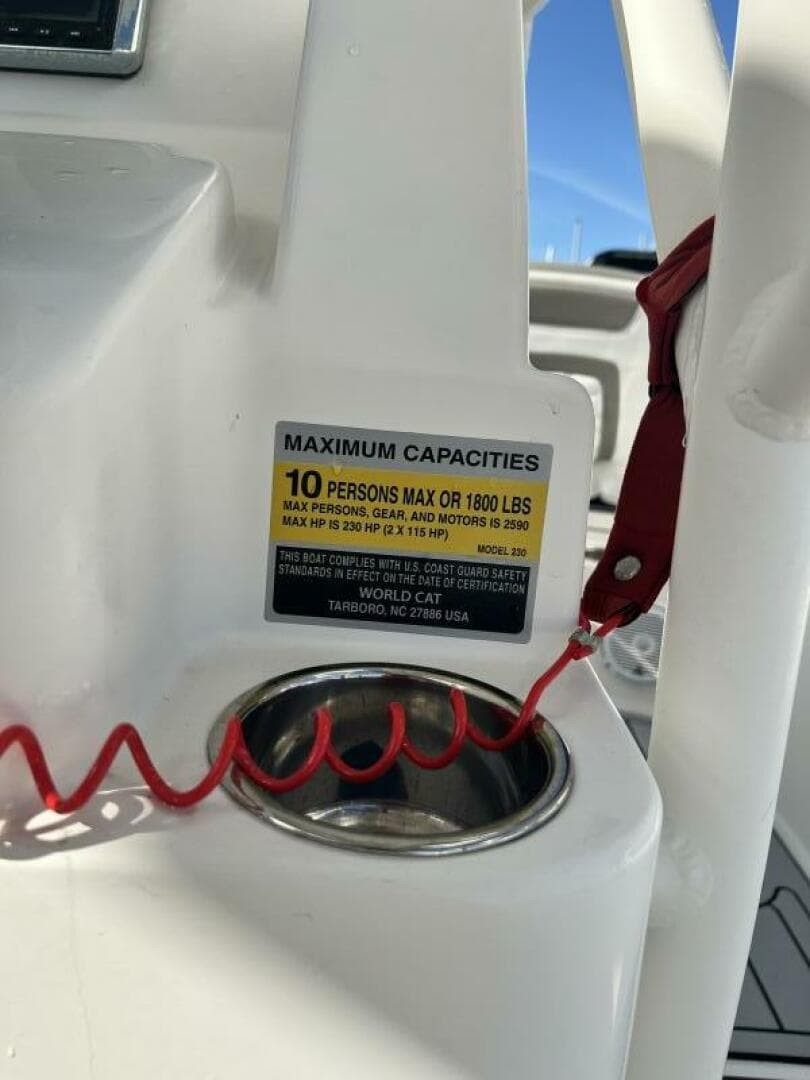 MAXIMUM CAPACITIES
10 PERSONS MAX OR 1800 LBS
MAX PERSONS, GEAR, AND MOTORS IS 2590
MAX HP IS 230 HP (2 X 115 HP)
MODEL 230
THIS BOAT COMPLIES WITH U.S. COAST GUARD SAFETY
STANDARDS IN EFFECT ON THE DATE OF CERTIFICATION
WORLD CAT
TARBORO, NC 27886 USA